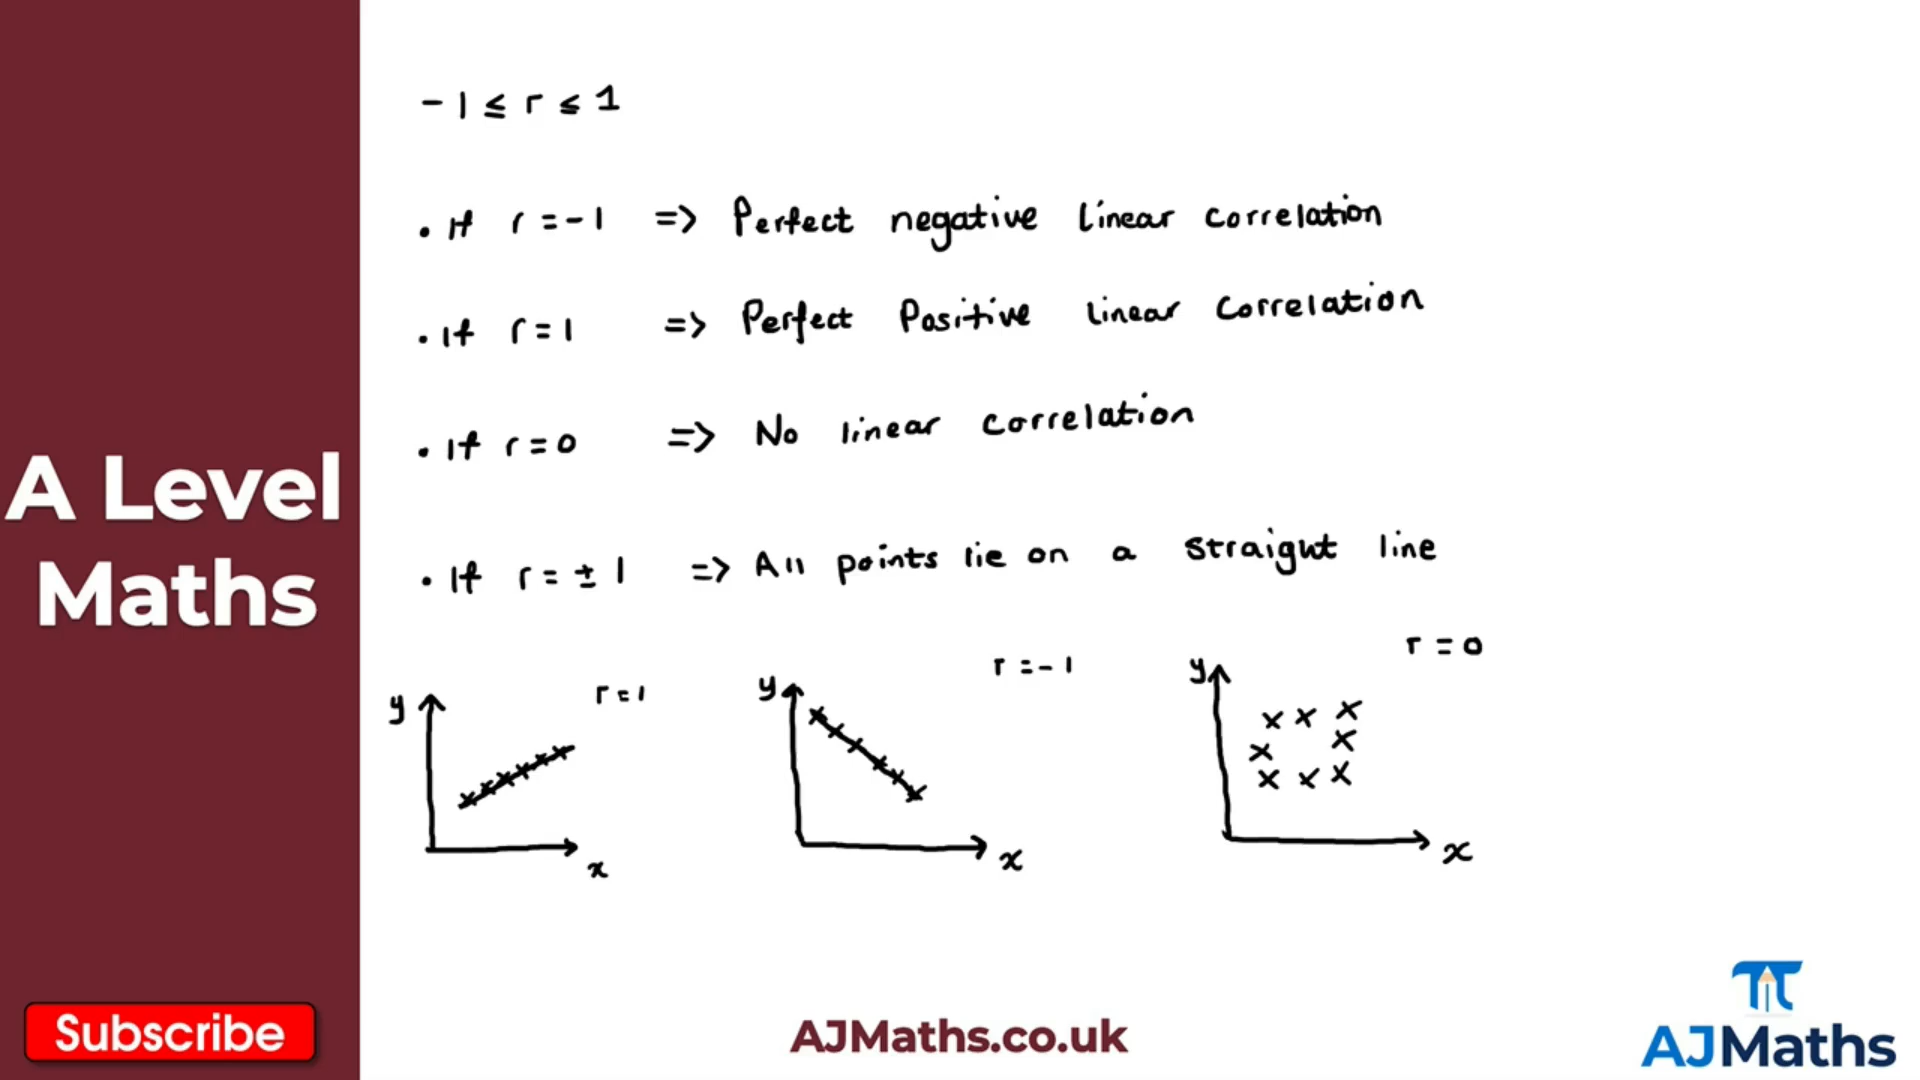 -1 ≤ r ≤ 1
• If r = -1 => Perfect negative linear correlation
• If r = 1 => Perfect Positive linear correlation
• If r = 0 => No linear correlation
• If r = ± 1 => All points lie on a straight line
A Level
Maths
y
r = 1
x
y
r = -1
x
y
r = 0
x
Subscribe
AJMaths.co.uk
AJMaths